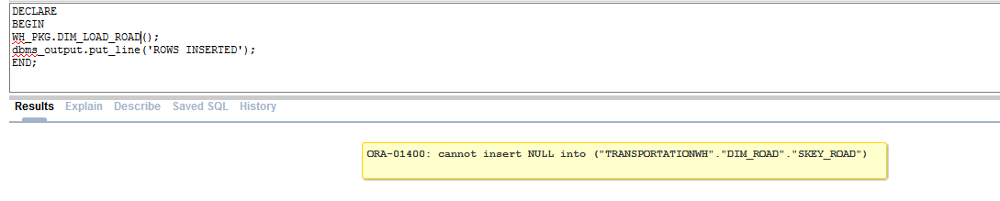 DECLARE
BEGIN
WH_PKG.DIM_LOAD_ROAD();
dbms_output.put_line('ROWS INSERTED');
END;
Results Explain Describe Saved SQL History
ORA-01400: cannot insert NULL into ("TRANSPORTATIONWH"."DIM_ROAD"."SKEY_ROAD")